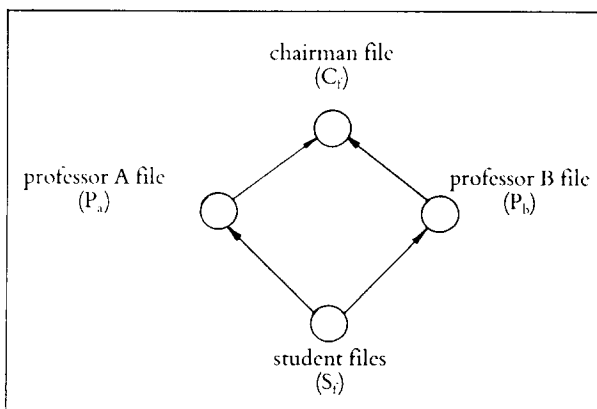 chairman file
(C_f)
professor A file
(P_a)
professor B file
(P_b)
student files
(S_f)